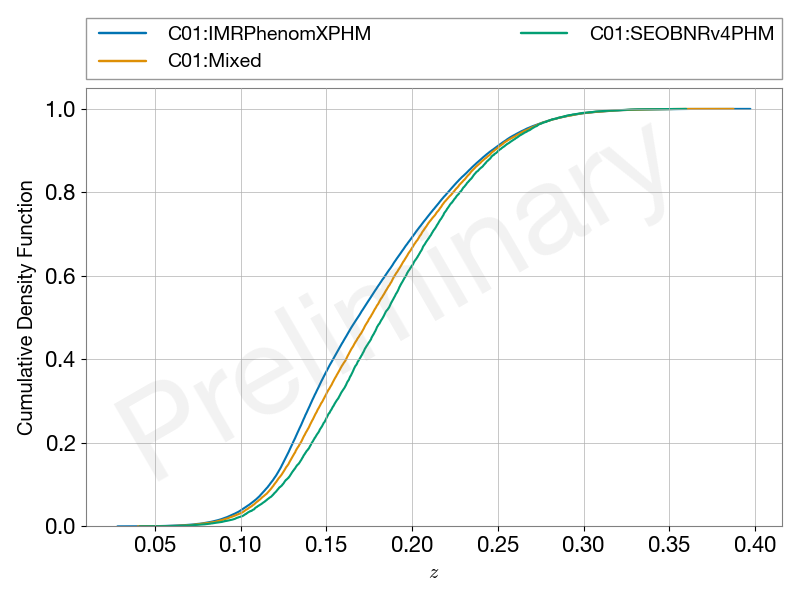 C01:IMRPhenomXPHM
C01:Mixed
C01:SEOBNRv4PHM
Cumulative Density Function
1.0
0.8
0.6
0.4
0.2
0.0
Preliminary
0.05 0.10 0.15 0.20 0.25 0.30 0.35 0.40
z